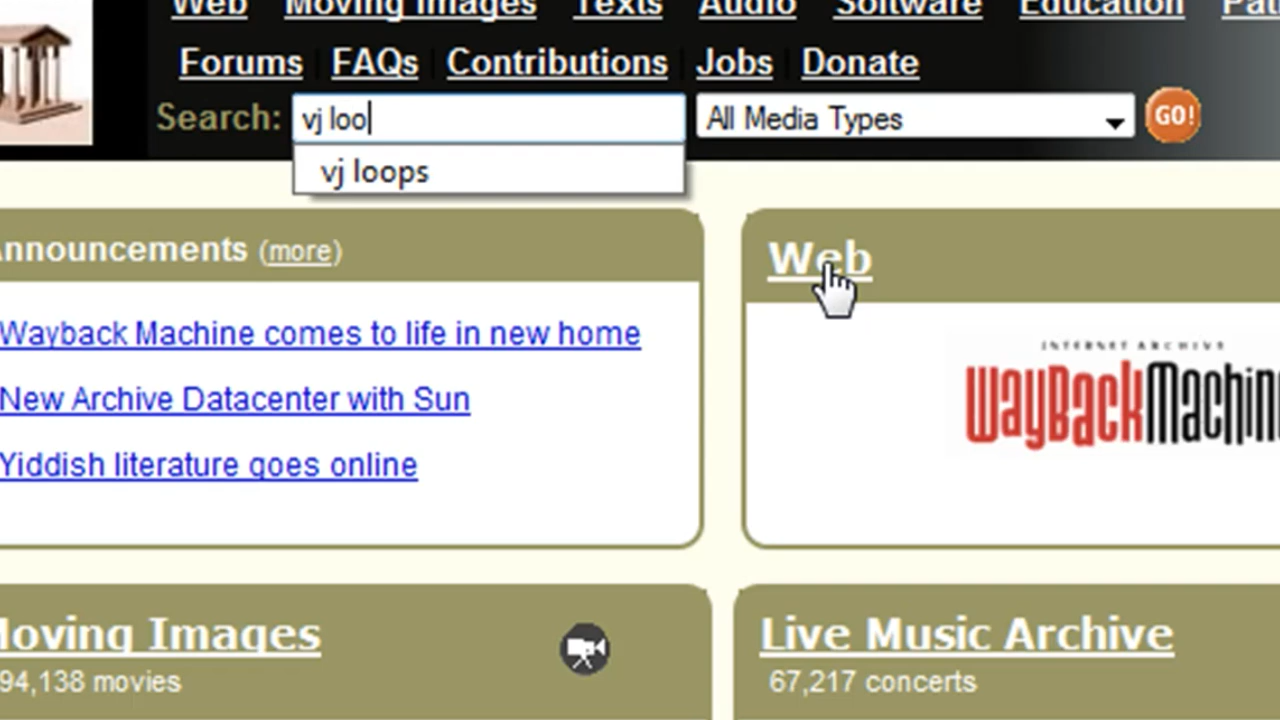 Web Moving Images Texts Audio Software Education
Forums FAQs Contributions Jobs Donate
Search: vj loo All Media Types GO!
vj loops
Announcements (more)
Web
Wayback Machine comes to life in new home
New Archive Datacenter with Sun
Yiddish literature goes online
INTERNET ARCHIVE
WayBackMachin
Moving Images
94,138 movies
Live Music Archive
67,217 concerts